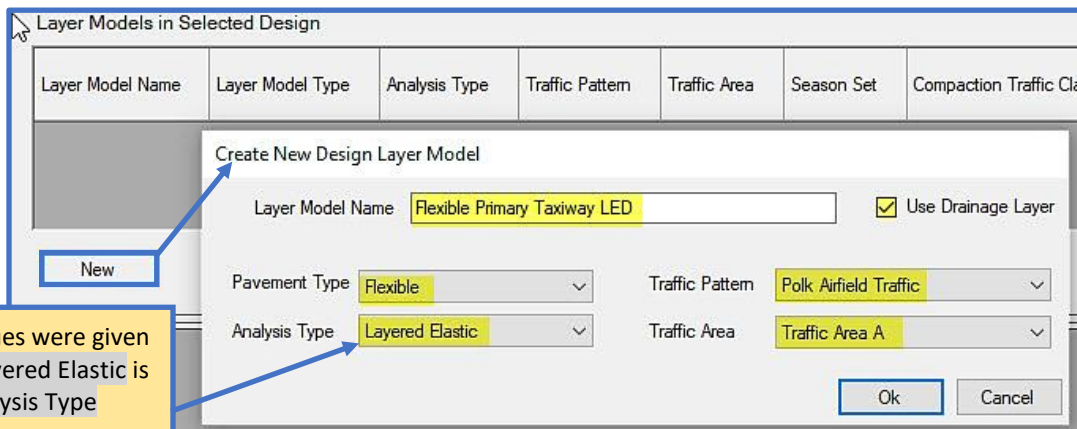 Layer Models in Selected Design
Layer Model Name Layer Model Type Analysis Type Traffic Pattern Traffic Area Season Set Compaction Traffic Cla
Create New Design Layer Model
Layer Model Name Flexible Primary Taxiway LED Use Drainage Layer
New
Pavement Type Flexible Traffic Pattern Polk Airfield Traffic
Analysis Type Layered Elastic Traffic Area Traffic Area A
were given
Elastic is
Type
Ok Cancel